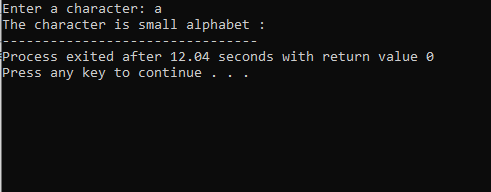 Enter a character: a
The character is small alphabet :
--------------------------------
Process exited after 12.04 seconds with return value 0
Press any key to continue . . .